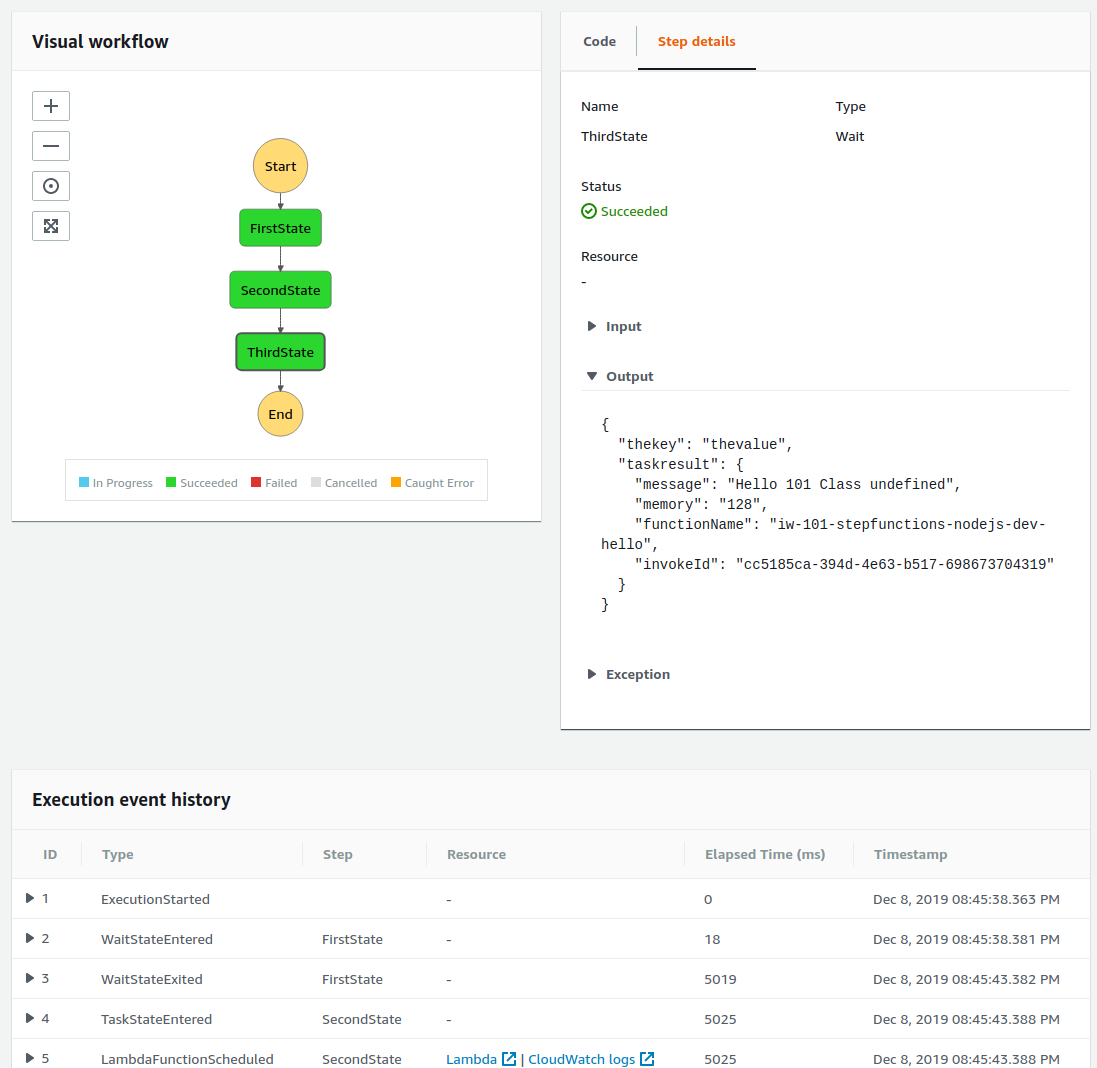 Visual workflow
Start
FirstState
SecondState
ThirdState
End
In Progress Succeeded Failed Cancelled Caught Error
Code Step details
Name Type
ThirdState Wait
Status
Succeeded
Resource
-
Input
Output
{
"thekey": "thevalue",
"taskresult": {
"message": "Hello 101 Class undefined",
"memory": "128",
"functionName": "iw-101-stepfunctions-nodejs-dev-
hello",
"invokeId": "cc5185ca-394d-4e63-b517-698673704319"
}
}
Exception
Execution event history
ID Type Step Resource Elapsed Time (ms) Timestamp
1 ExecutionStarted - 0 Dec 8, 2019 08:45:38.363 PM
2 WaitStateEntered FirstState - 18 Dec 8, 2019 08:45:38.381 PM
3 WaitStateExited FirstState - 5019 Dec 8, 2019 08:45:43.382 PM
4 TaskStateEntered SecondState - 5025 Dec 8, 2019 08:45:43.388 PM
5 LambdaFunctionScheduled SecondState Lambda | CloudWatch logs 5025 Dec 8, 2019 08:45:43.388 PM